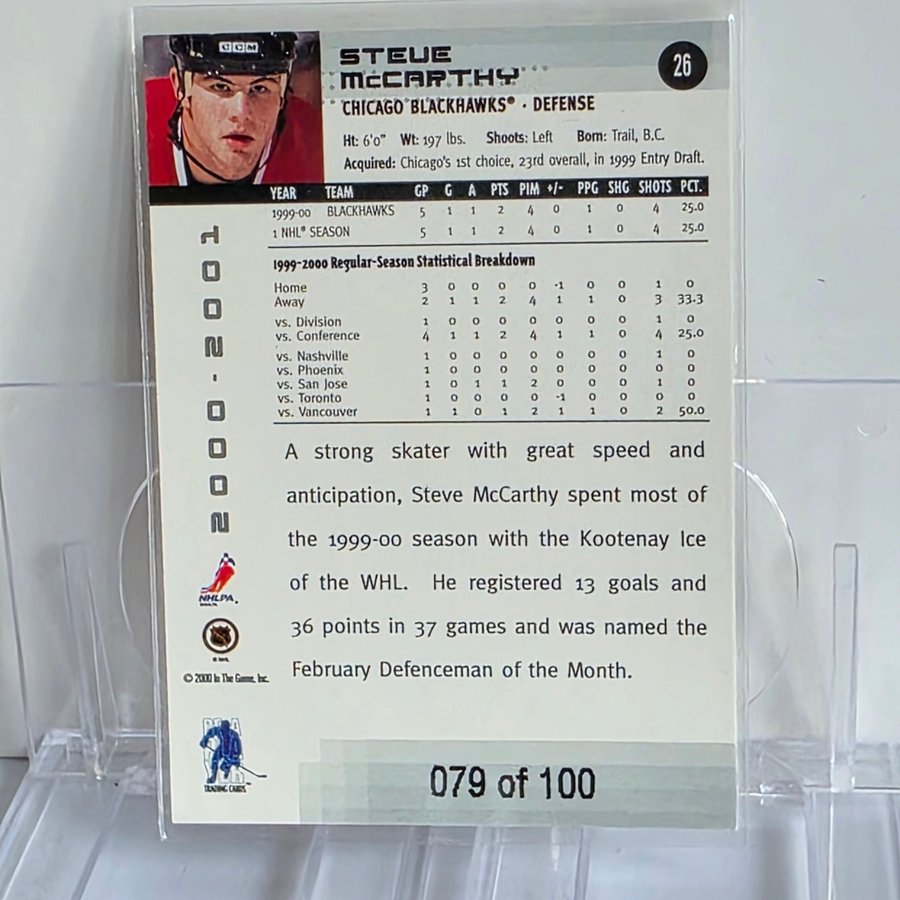 CCM
STEVE
McCARTHY
26
CHICAGO BLACKHAWKS® · DEFENSE
Ht: 6'0" Wt: 197 lbs. Shoots: Left Born: Trail, B.C.
Acquired: Chicago's 1st choice, 23rd overall, in 1999 Entry Draft.
YEAR TEAM GP G A PTS PIM +/- PPG SHG SHOTS PCT.
1999-00 BLACKHAWKS 5 1 1 2 4 0 1 0 4 25.0
1 NHL® SEASON 5 1 1 2 4 0 1 0 4 25.0
1999-2000 Regular-Season Statistical Breakdown
Home 3 0 0 0 0 -1 0 0 1 0
Away 2 1 1 2 4 1 1 0 3 33.3
vs. Division 1 0 0 0 0 0 0 0 1 0
vs. Conference 4 1 1 2 4 1 1 0 4 25.0
vs. Nashville 1 0 0 0 0 0 0 0 1 0
vs. Phoenix 1 0 0 0 0 0 0 0 0 0
vs. San Jose 1 0 1 1 2 0 0 0 1 0
vs. Toronto 1 0 0 0 0 -1 0 0 0 0
vs. Vancouver 1 1 0 1 2 1 1 0 2 50.0
A strong skater with great speed and
anticipation, Steve McCarthy spent most of
the 1999-00 season with the Kootenay Ice
of the WHL. He registered 13 goals and
36 points in 37 games and was named the
February Defenceman of the Month.
2000-2001
NHLPA
© NHL
© 2000 In The Game, Inc.
BE A
PLAYER
TRADING CARDS
079 of 100